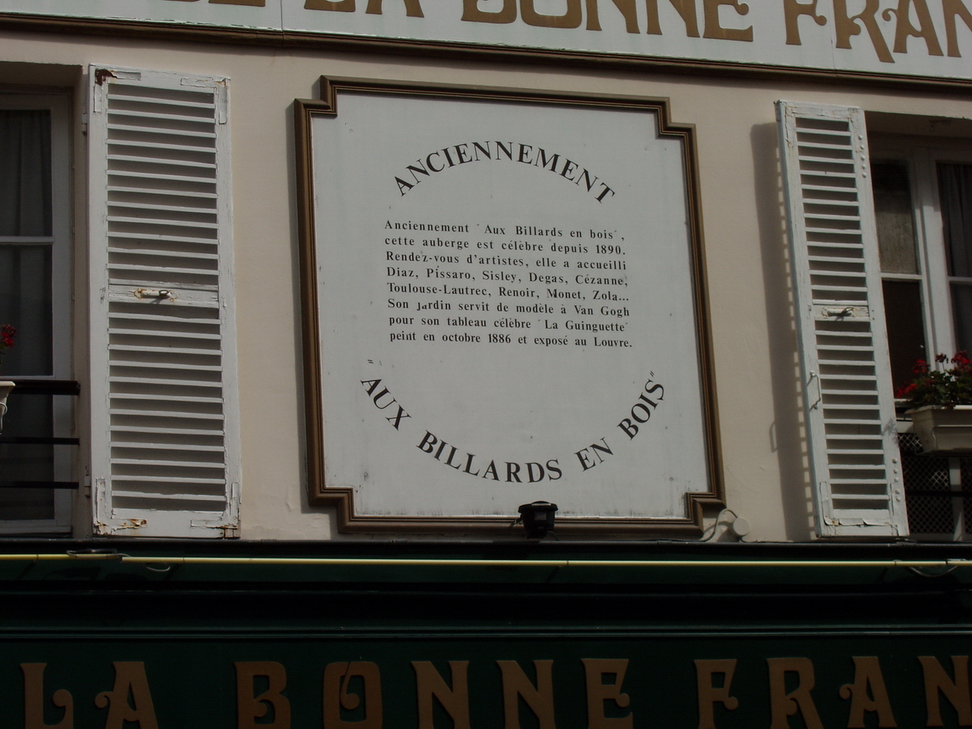 LA BONNE FRAN
ANCIENNEMENT
Anciennement "Aux Billards en bois",
cette auberge est célèbre depuis 1890.
Rendez-vous d'artistes, elle a accueilli
Diaz, Pissaro, Sisley, Degas, Cézanne,
Toulouse-Lautrec, Renoir, Monet, Zola...
Son jardin servit de modèle à Van Gogh
pour son tableau célèbre "La Guinguette"
peint en octobre 1886 et exposé au Louvre.
"AUX BILLARDS EN BOIS"
LA BONNE FRAN